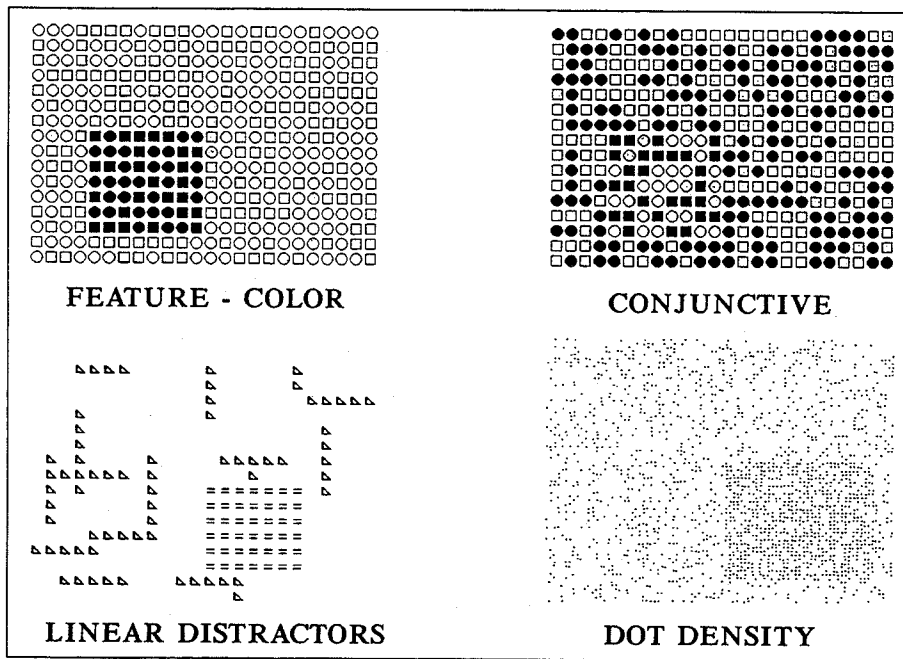 FEATURE - COLOR
CONJUNCTIVE
LINEAR DISTRACTORS
DOT DENSITY